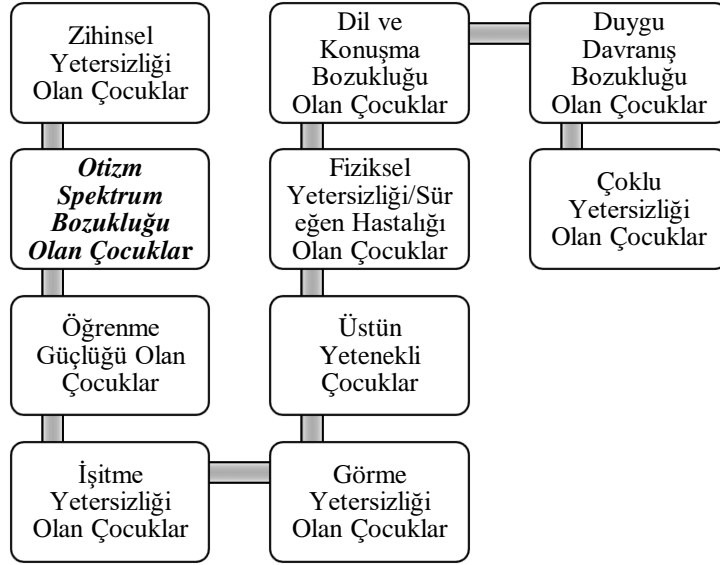 Zihinsel
Yetersizliği
Olan Çocuklar
Otizm
Spektrum
Bozukluğu
Olan Çocuklar
Öğrenme
Güçlüğü Olan
Çocuklar
İşitme
Yetersizliği
Olan Çocuklar
Görme
Yetersizliği
Olan Çocuklar
Üstün
Yetenekli
Çocuklar
Fiziksel
Yetersizliği/Sür
eğen Hastalığı
Olan Çocuklar
Dil ve
Konuşma
Bozukluğu
Olan Çocuklar
Duygu
Davranış
Bozukluğu
Olan Çocuklar
Çoklu
Yetersizliği
Olan Çocuklar